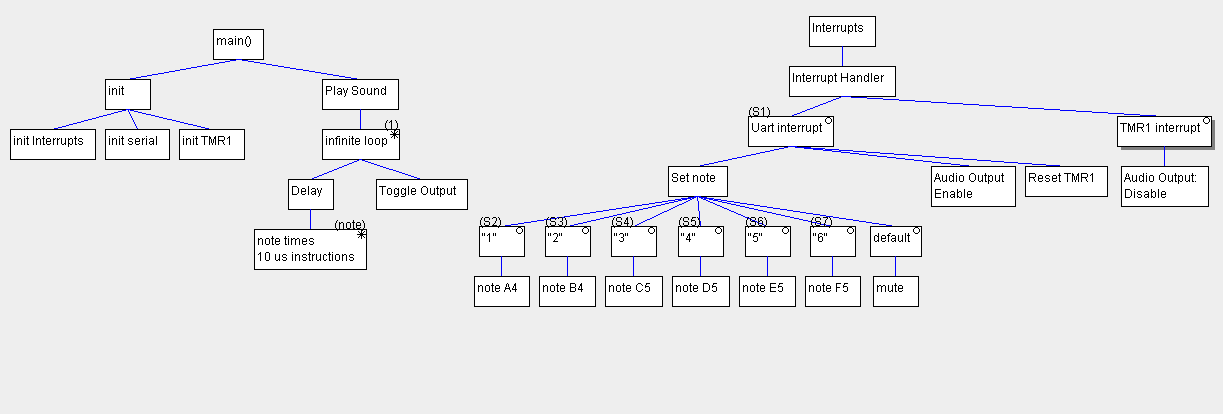 main()
init
Play Sound
init Interrupts
init serial
init TMR1
(1)
infinite loop *
Delay
Toggle Output
(note)
note times *
10 us instructions
Interrupts
Interrupt Handler
(S1)
Uart interrupt
TMR1 interrupt
Set note
Audio Output
Enable
Reset TMR1
Audio Output:
Disable
(S2)
"1"
(S3)
"2"
(S4)
"3"
(S5)
"4"
(S6)
"5"
(S7)
"6"
default
note A4
note B4
note C5
note D5
note E5
note F5
mute